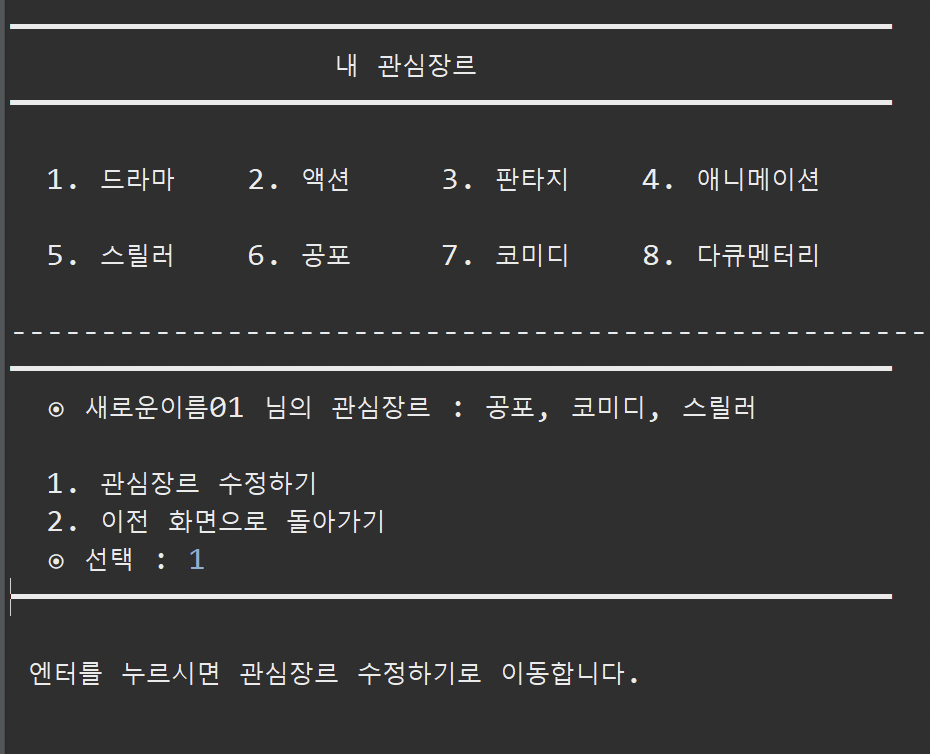 내 관심장르
1. 드라마 2. 액션 3. 판타지 4. 애니메이션
5. 스릴러 6. 공포 7. 코미디 8. 다큐멘터리
---------------------------------------------------
⊙ 새로운이름01 님의 관심장르 : 공포, 코미디, 스릴러
1. 관심장르 수정하기
2. 이전 화면으로 돌아가기
⊙ 선택 : 1
엔터를 누르시면 관심장르 수정하기로 이동합니다.